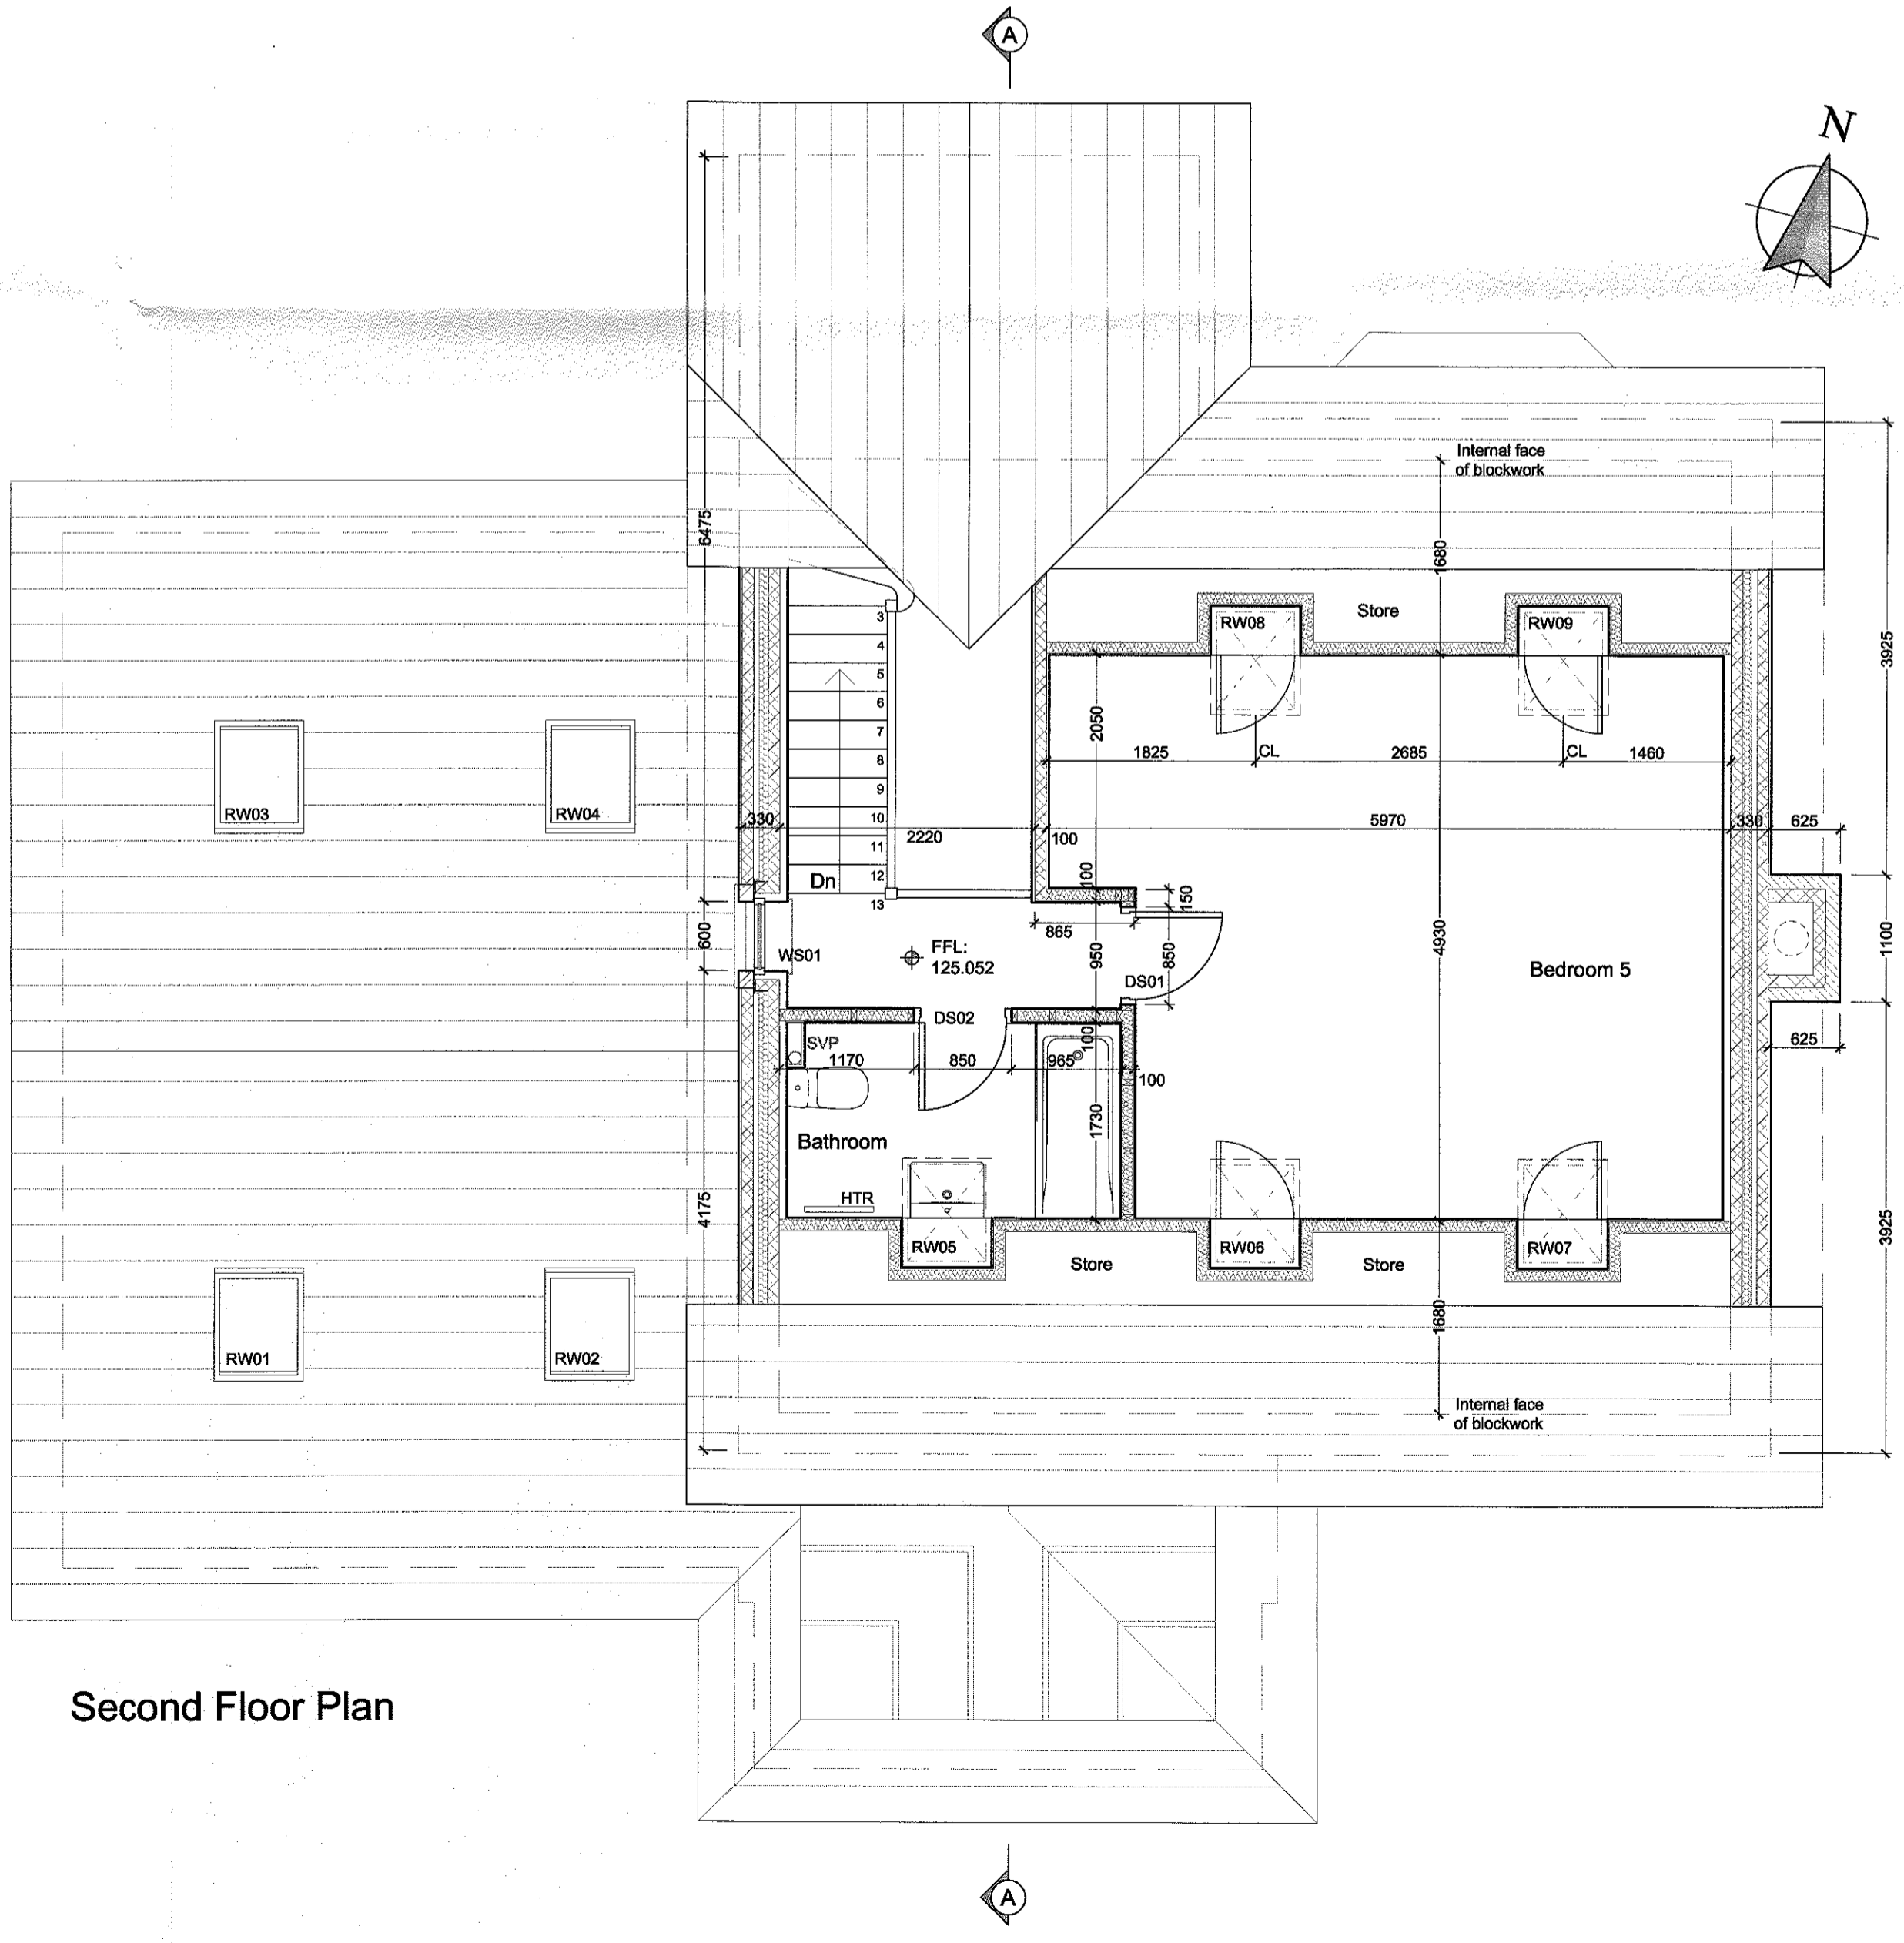 A
N
Internal face
of blockwork
6475
1680
3925
3
4
5
6
7
8
9
10
11
12
13
RW08
Store
RW09
2050
1825
CL
2685
CL
1460
RW03
RW04
330
2220
100
5970
330
625
Dn
100
150
865
600
WS01
FFL:
125.052
950
850
DS01
4930
Bedroom 5
1100
DS02
SVP
1170
850
965
100
100
625
Bathroom
1730
HTR
4175
RW05
RW06
RW07
Store
Store
3925
1680
RW01
RW02
Internal face
of blockwork
Second Floor Plan
A